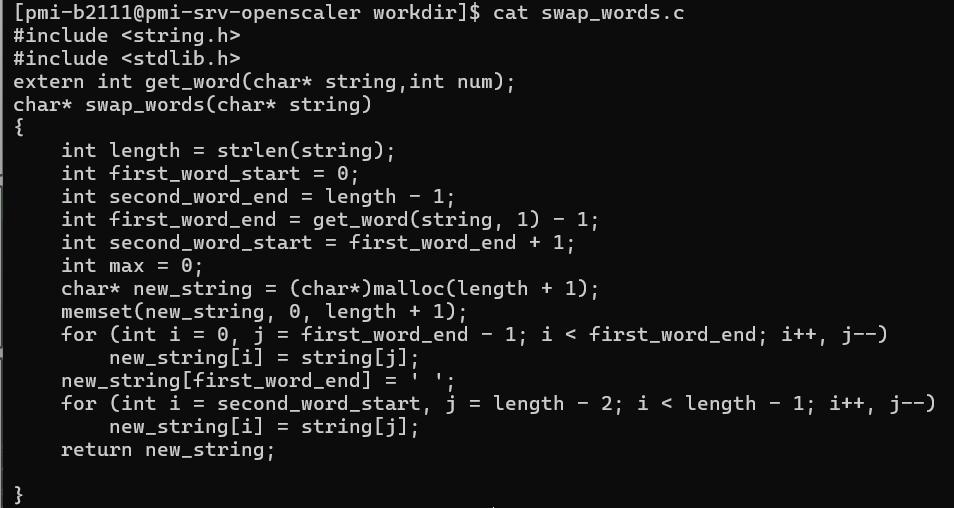 [pmi-b2111@pmi-srv-openscaler workdir]$ cat swap_words.c
#include <string.h>
#include <stdlib.h>
extern int get_word(char* string,int num);
char* swap_words(char* string)
{
    int length = strlen(string);
    int first_word_start = 0;
    int second_word_end = length - 1;
    int first_word_end = get_word(string, 1) - 1;
    int second_word_start = first_word_end + 1;
    int max = 0;
    char* new_string = (char*)malloc(length + 1);
    memset(new_string, 0, length + 1);
    for (int i = 0, j = first_word_end - 1; i < first_word_end; i++, j--)
        new_string[i] = string[j];
    new_string[first_word_end] = ' ';
    for (int i = second_word_start, j = length - 2; i < length - 1; i++, j--)
        new_string[i] = string[j];
    return new_string;

}